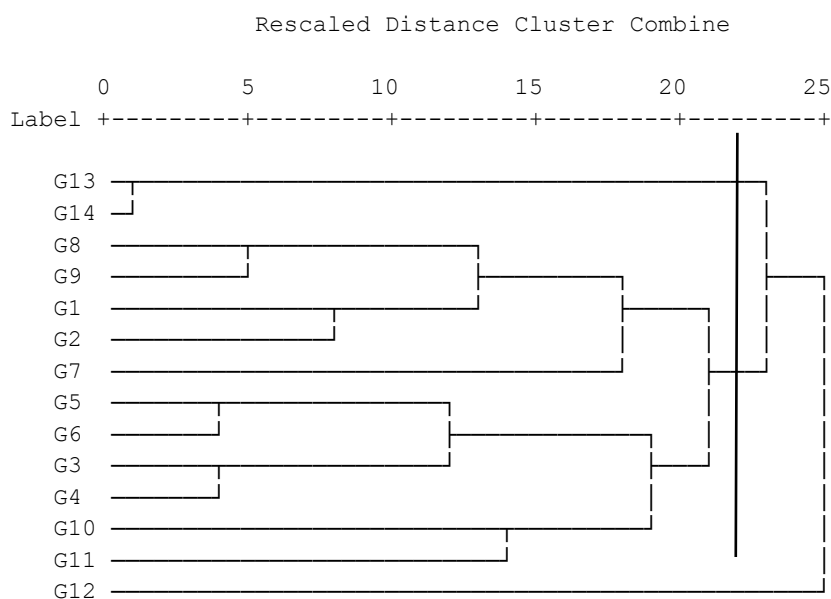 Rescaled Distance Cluster Combine
0 5 10 15 20 25
Label +---------+---------+---------+---------+---------+
G13
G14
G8
G9
G1
G2
G7
G5
G6
G3
G4
G10
G11
G12